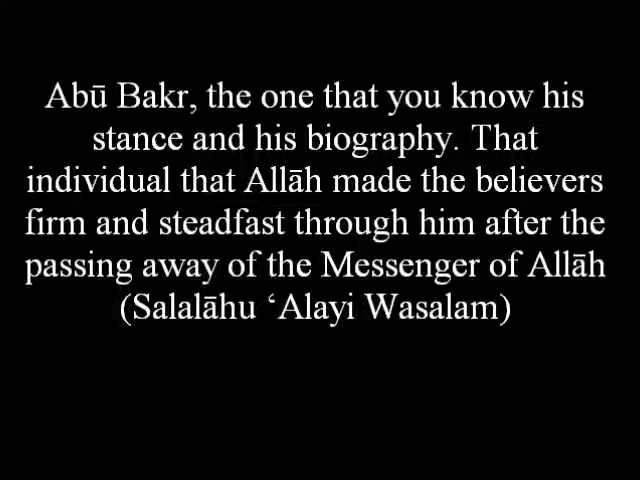 Abū Bakr, the one that you know his
stance and his biography. That
individual that Allāh made the believers
firm and steadfast through him after the
passing away of the Messenger of Allāh
(Salalāhu ‘Alayi Wasalam)